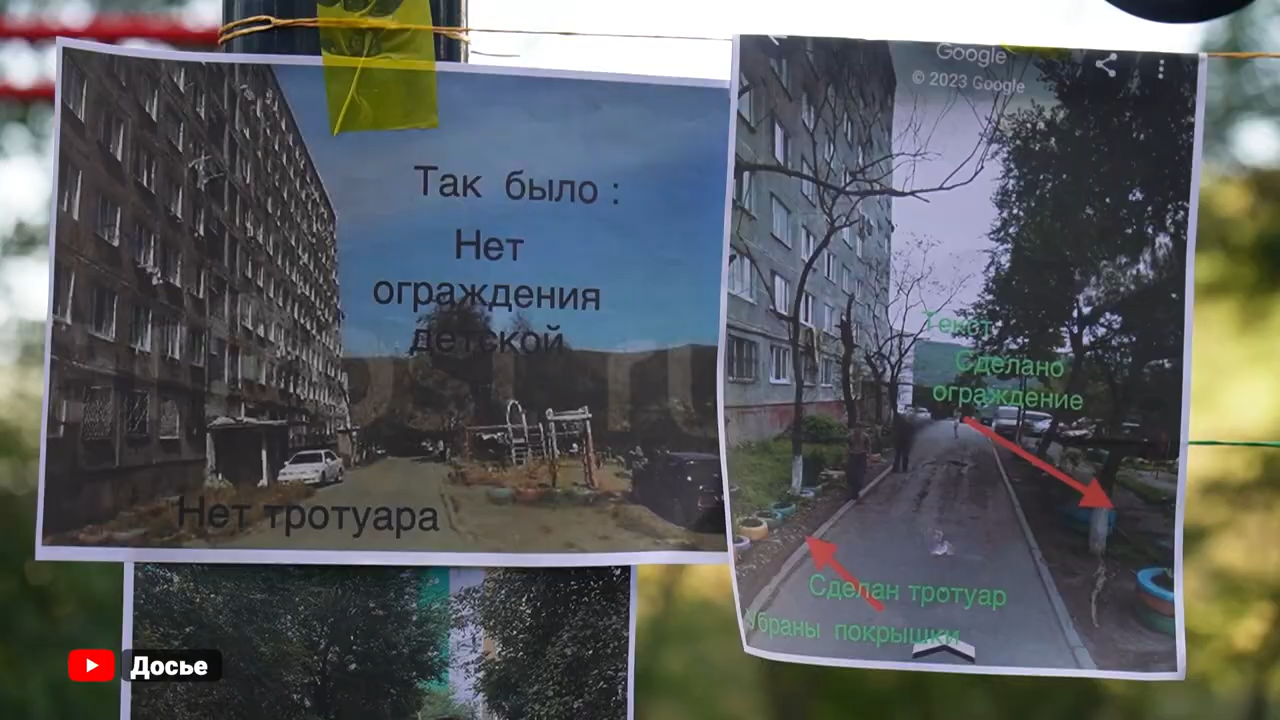 Так было :
Нет
ограждения
детской
Нет тротуара
Google
© 2023 Google
Текст
Сделано
ограждение
Сделан тротуар
Убраны покрышки
Досье